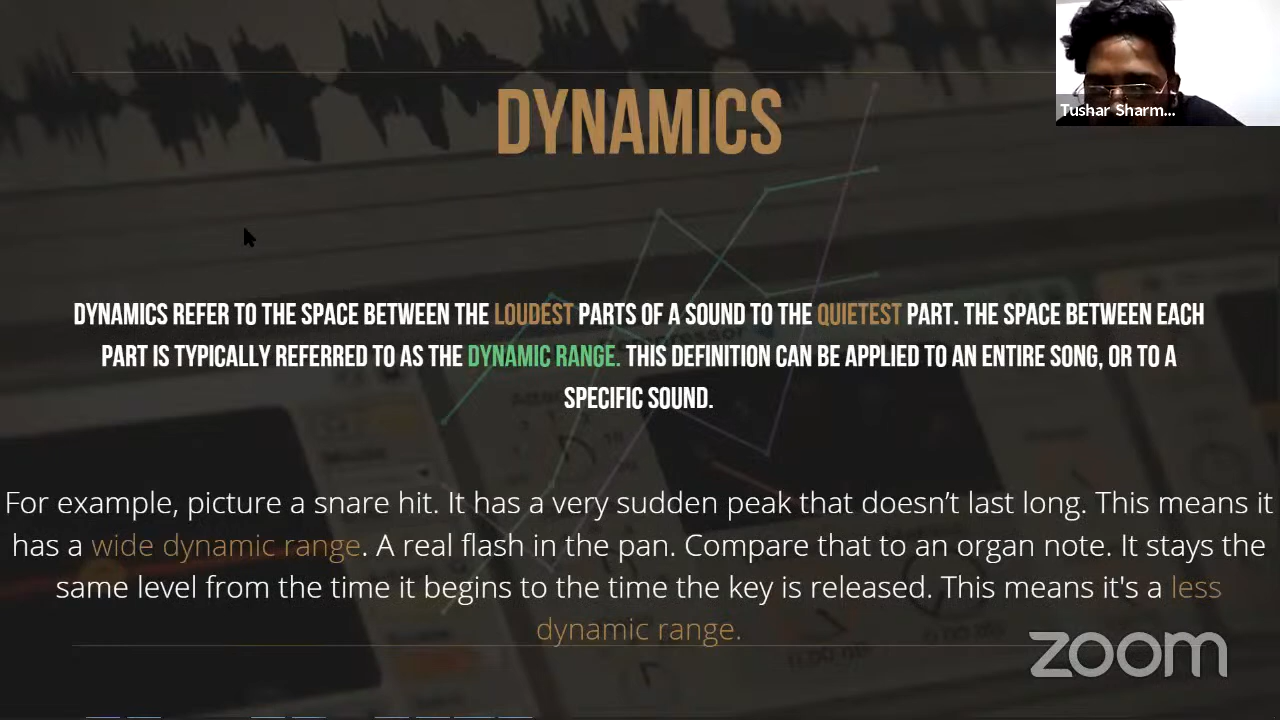 DYNAMICS
Tushar Sharm...
DYNAMICS REFER TO THE SPACE BETWEEN THE LOUDEST PARTS OF A SOUND TO THE QUIETEST PART. THE SPACE BETWEEN EACH
PART IS TYPICALLY REFERRED TO AS THE DYNAMIC RANGE. THIS DEFINITION CAN BE APPLIED TO AN ENTIRE SONG, OR TO A
SPECIFIC SOUND.
For example, picture a snare hit. It has a very sudden peak that doesn’t last long. This means it
has a wide dynamic range. A real flash in the pan. Compare that to an organ note. It stays the
same level from the time it begins to the time the key is released. This means it's a less
dynamic range.
zoom